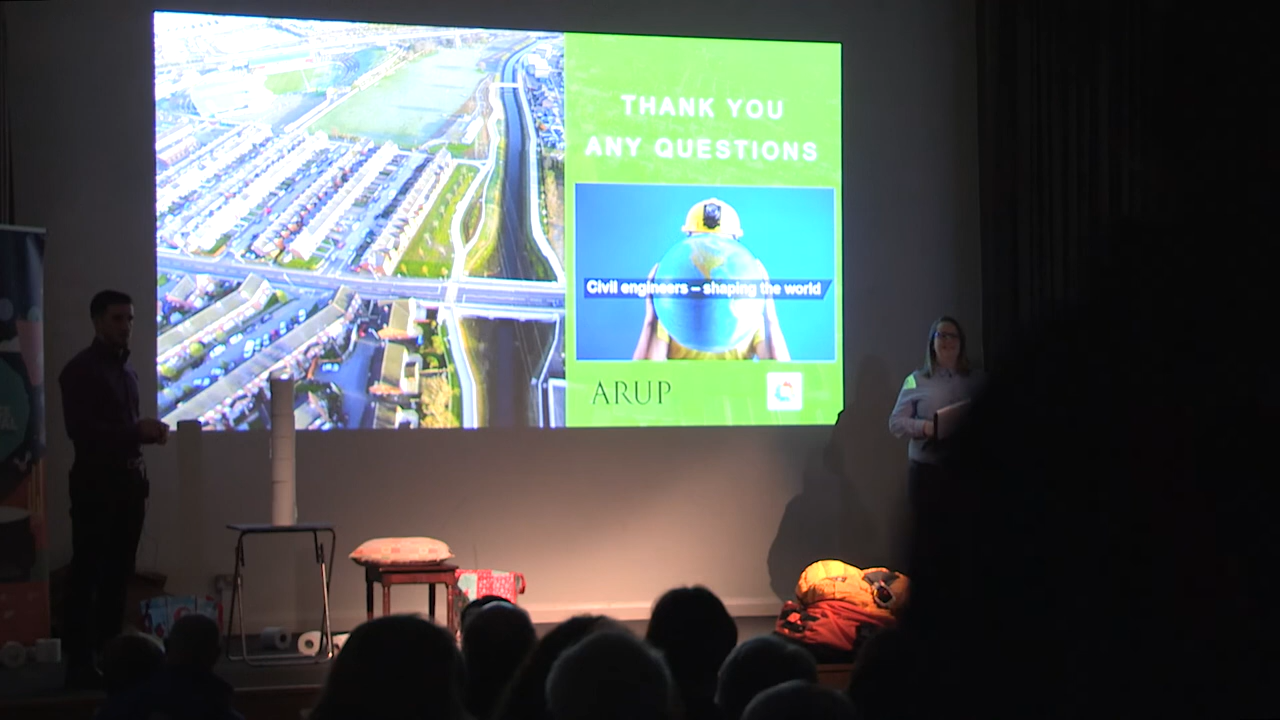 THANK YOU
ANY QUESTIONS
Civil engineers – shaping the world
ARUP